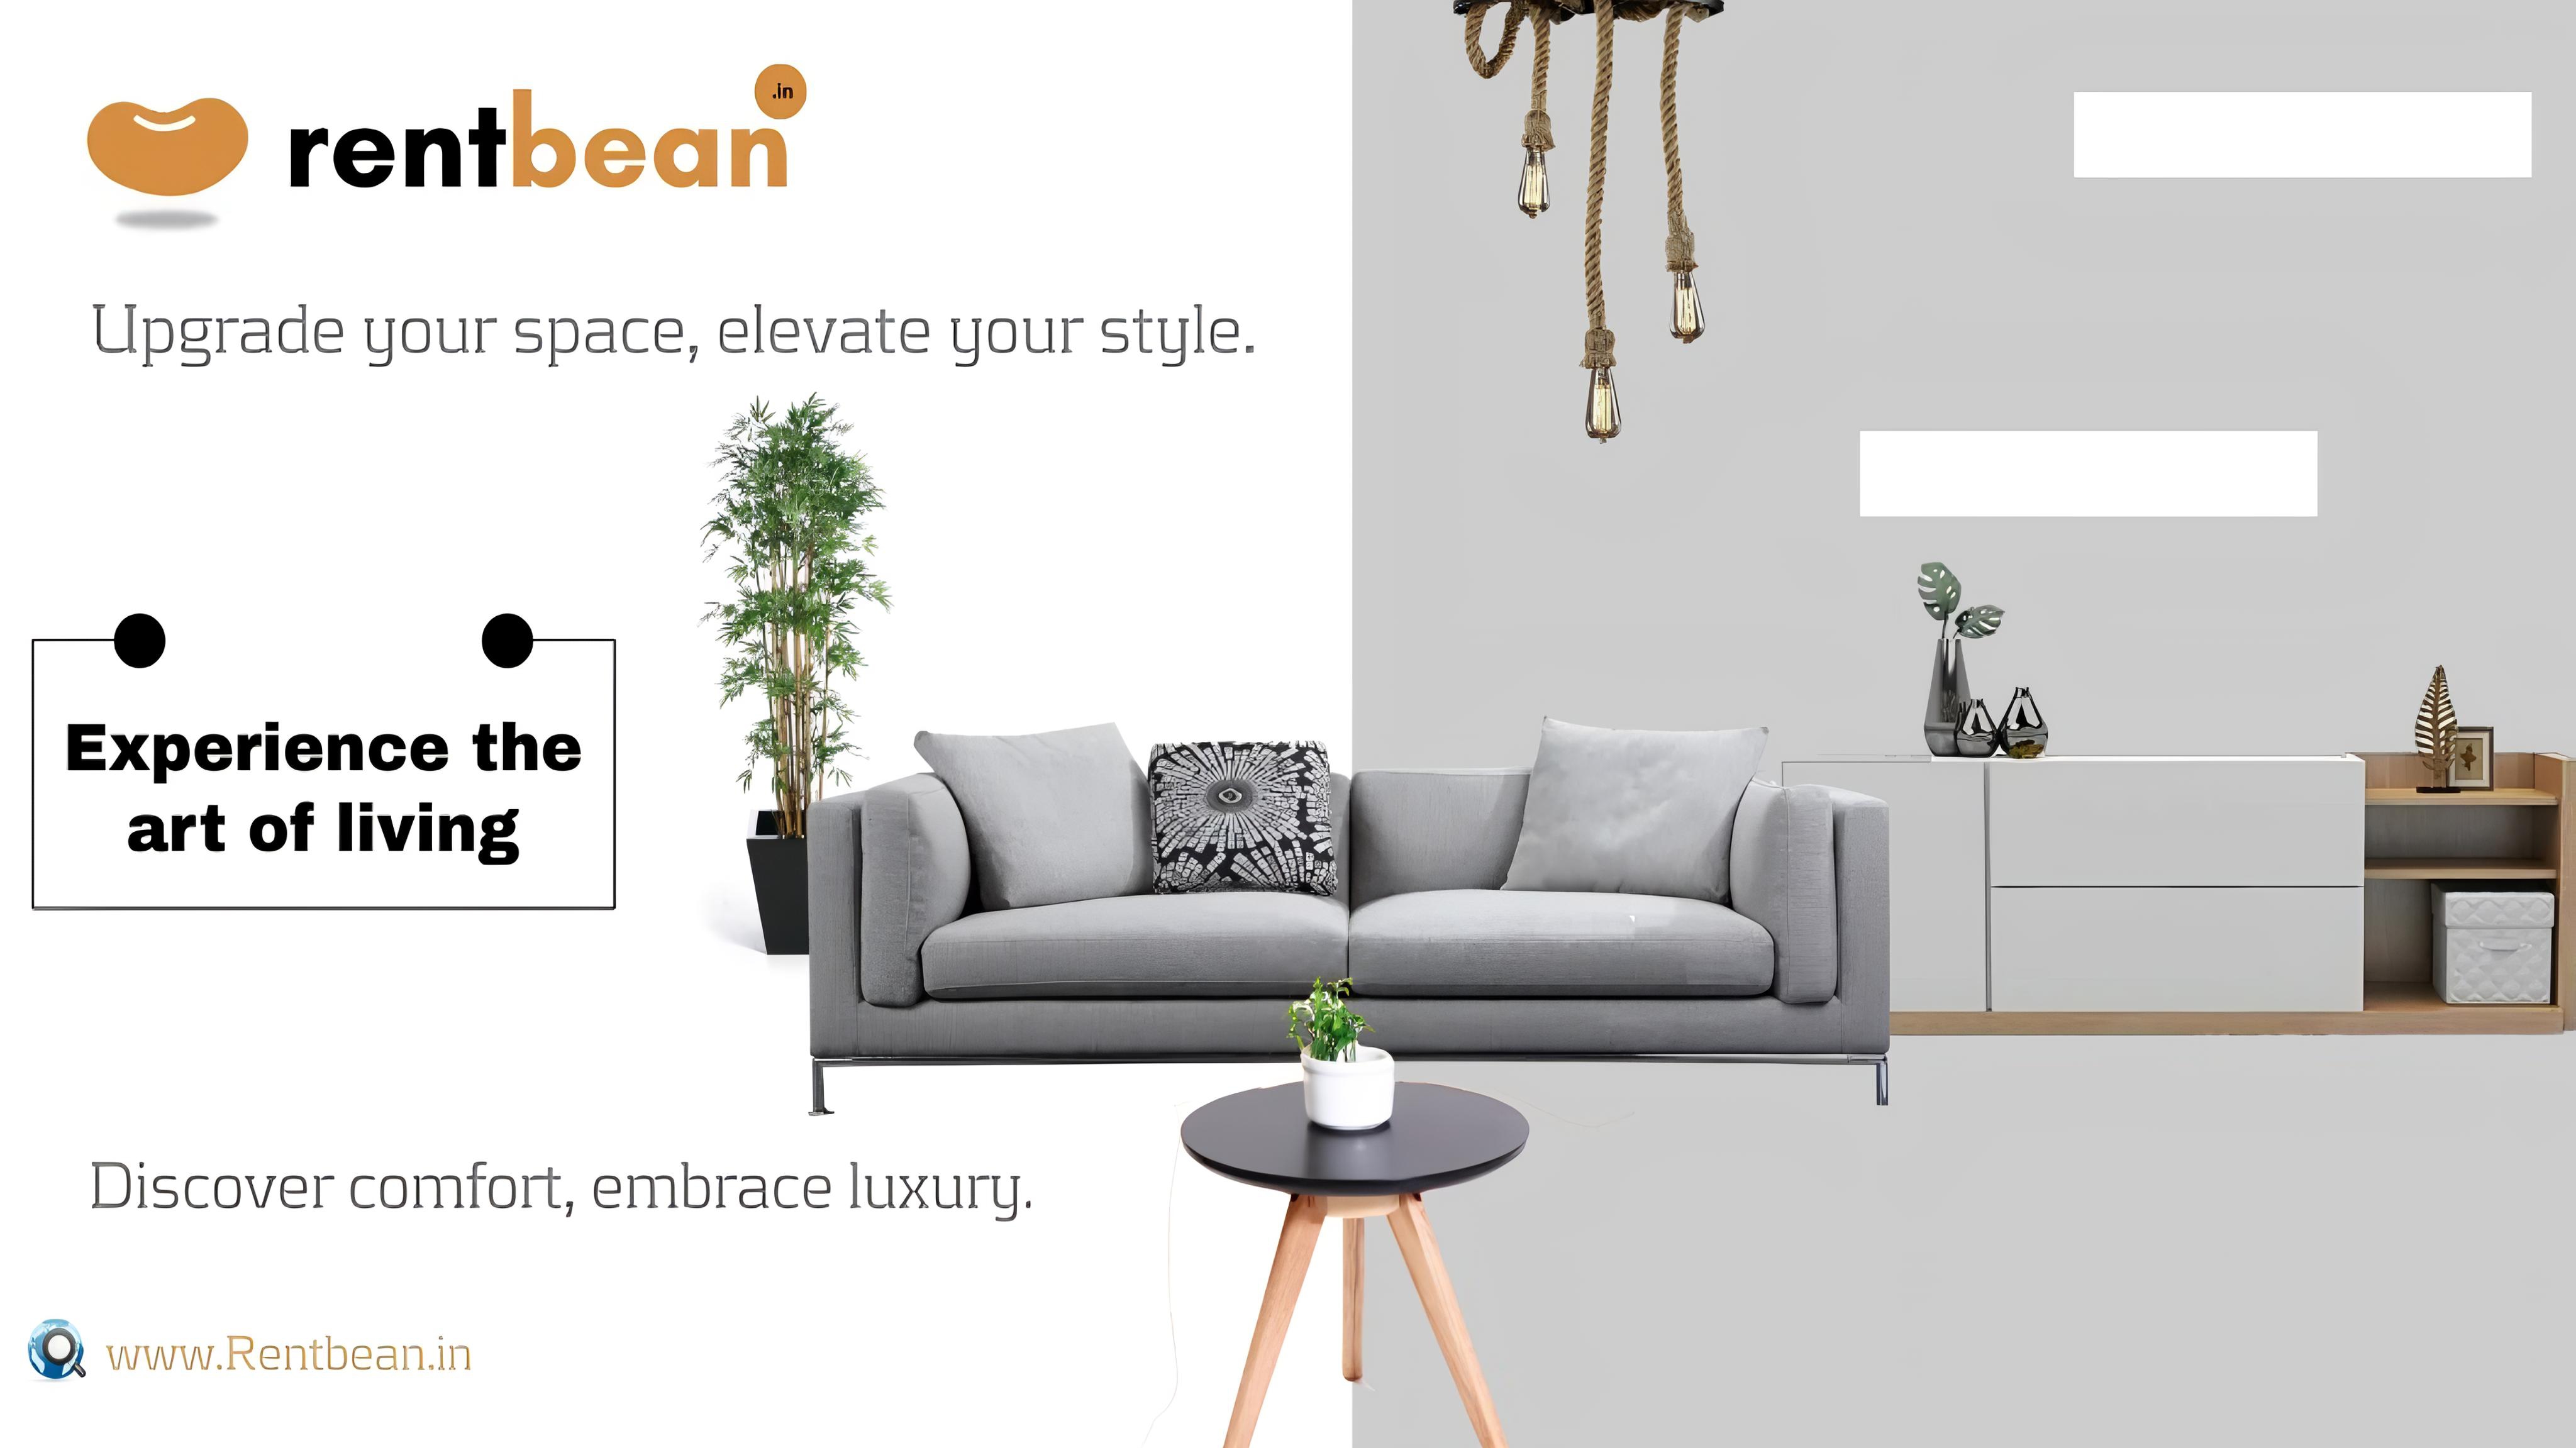 rentbean
.in
Upgrade your space, elevate your style.
Experience the
art of living
Discover comfort, embrace luxury.
www.Rentbean.in